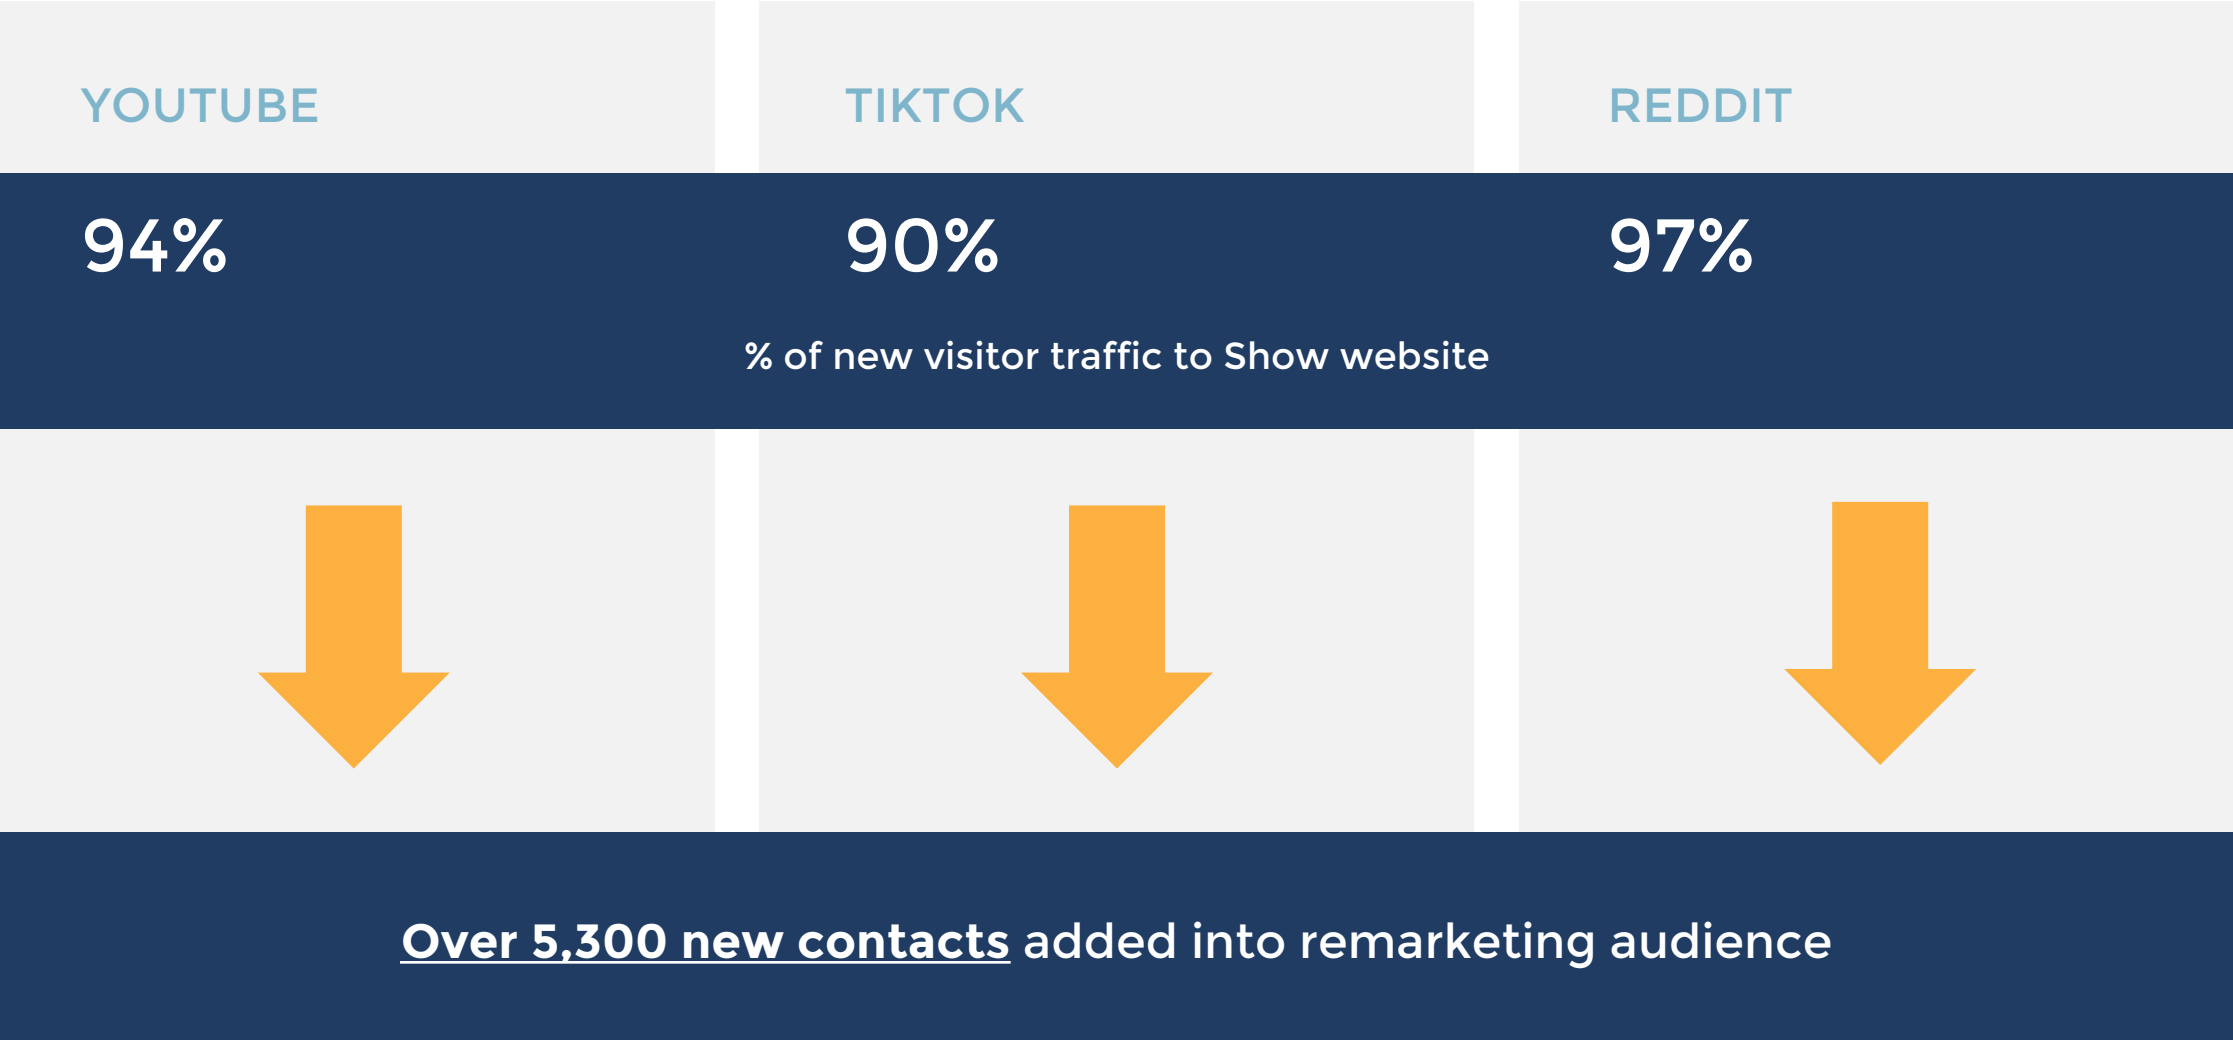 YOUTUBE
TIKTOK
REDDIT
94%
90%
97%
% of new visitor traffic to Show website
Over 5,300 new contacts added into remarketing audience